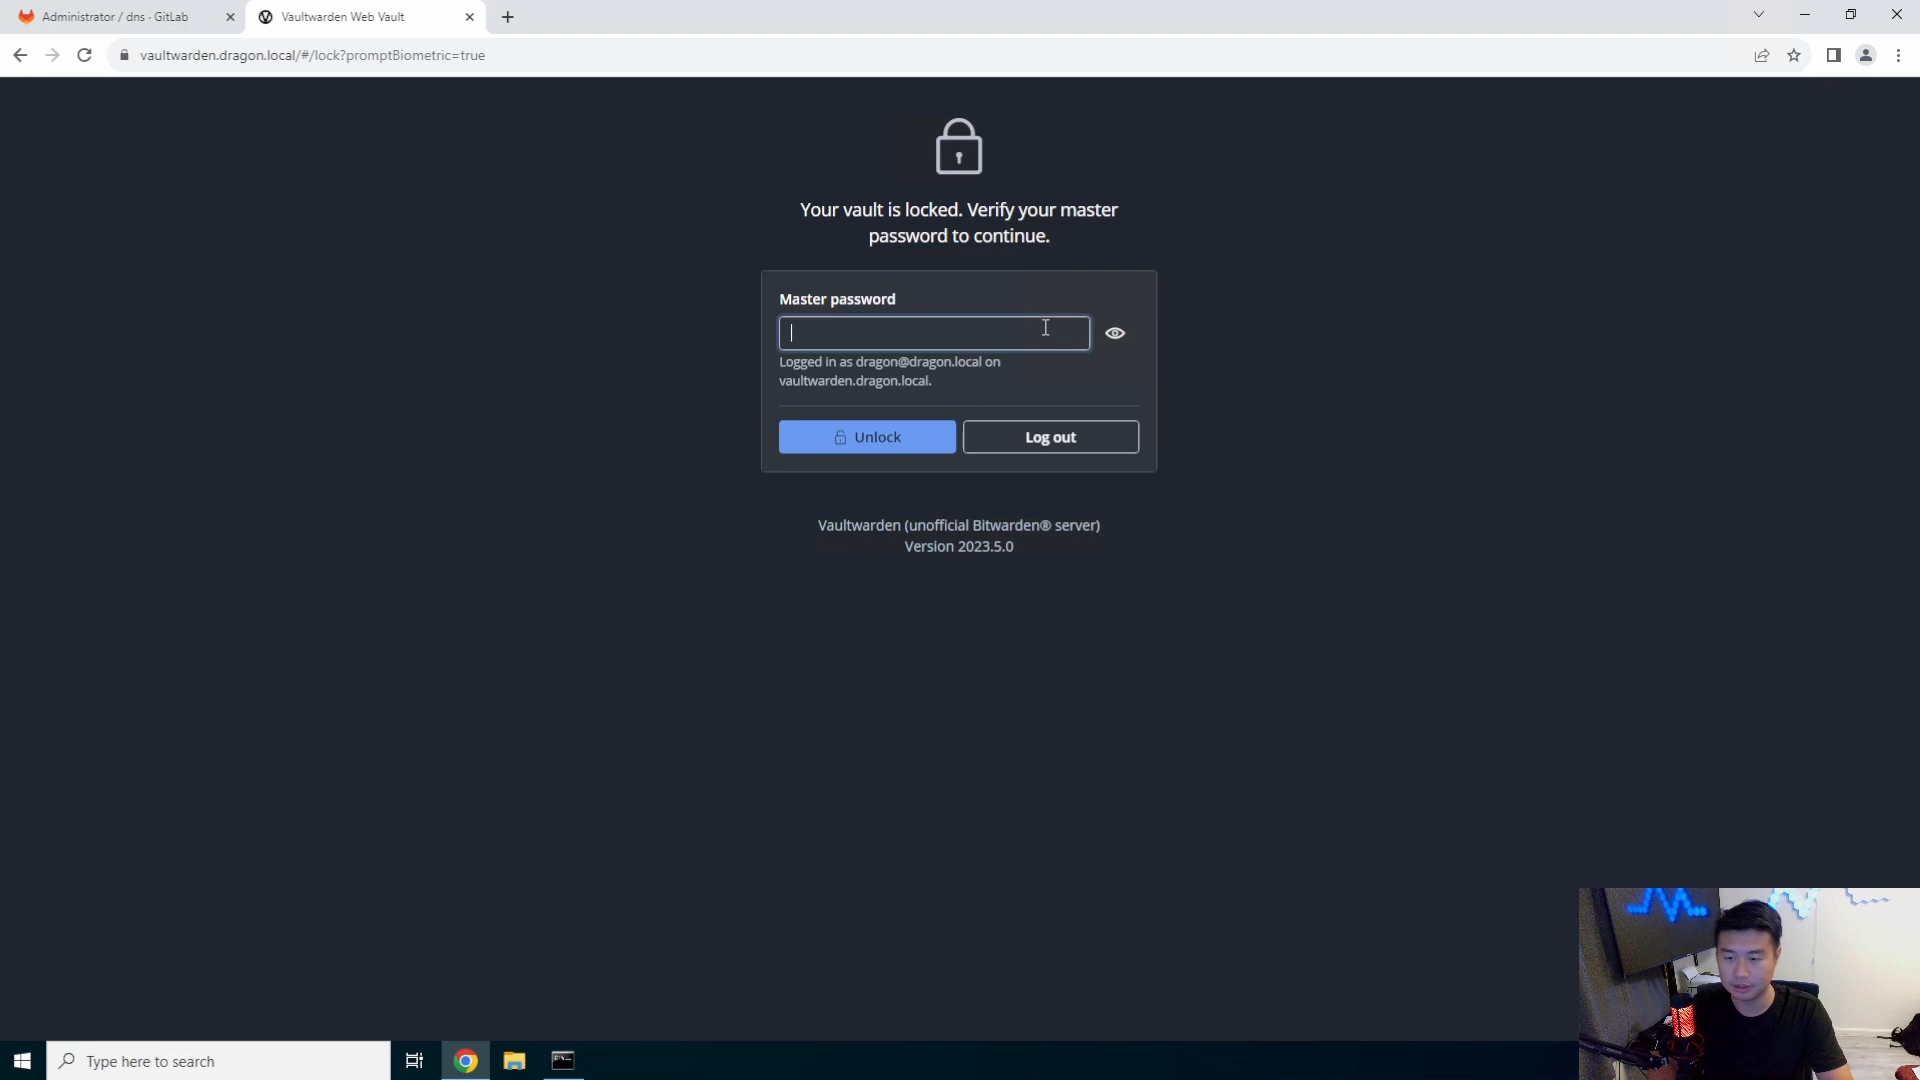 Administrator / dns · GitLab
Vaultwarden Web Vault
vaultwarden.dragon.local/#/lock?promptBiometric=true
Your vault is locked. Verify your master
password to continue.
Master password
Logged in as dragon@dragon.local on
vaultwarden.dragon.local.
Unlock
Log out
Vaultwarden (unofficial Bitwarden® server)
Version 2023.5.0
Type here to search